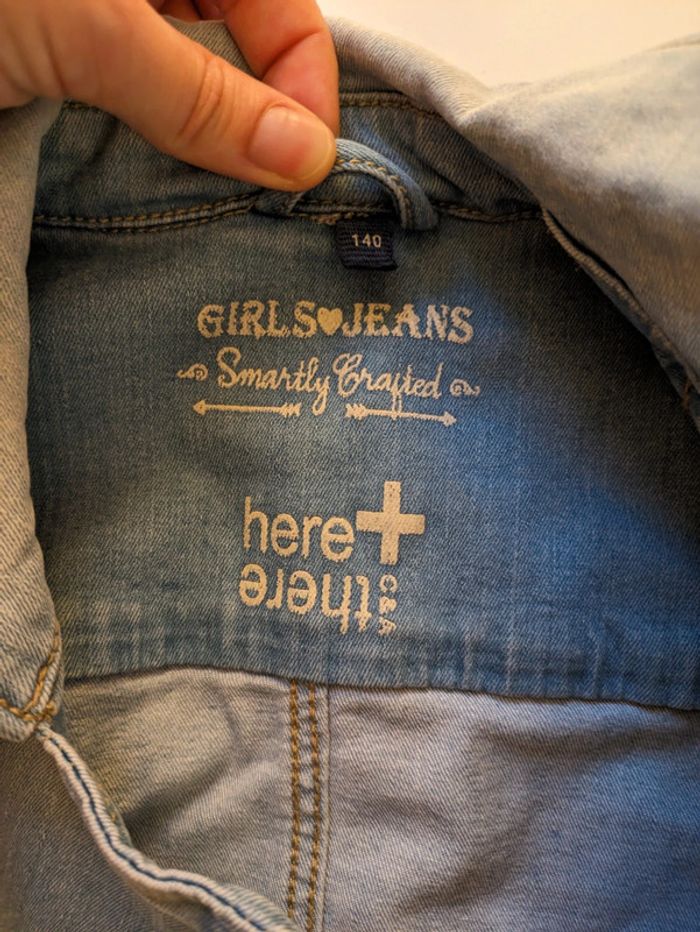 140
GIRLS♥JEANS
Smartly Crafted
here+
there
C&A